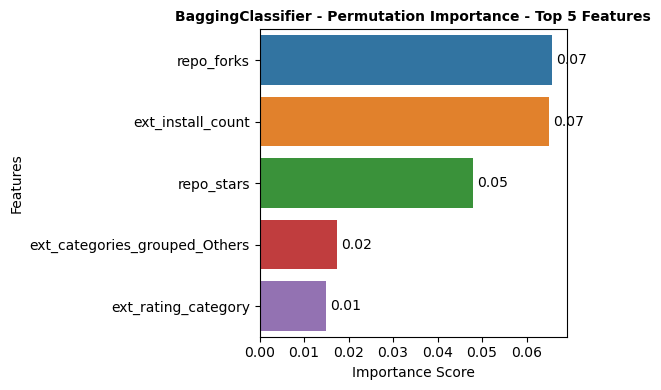 BaggingClassifier - Permutation Importance - Top 5 Features
Features
repo_forks
0.07
ext_install_count
0.07
repo_stars
0.05
ext_categories_grouped_Others
0.02
ext_rating_category
0.01
0.00 0.01 0.02 0.03 0.04 0.05 0.06
Importance Score